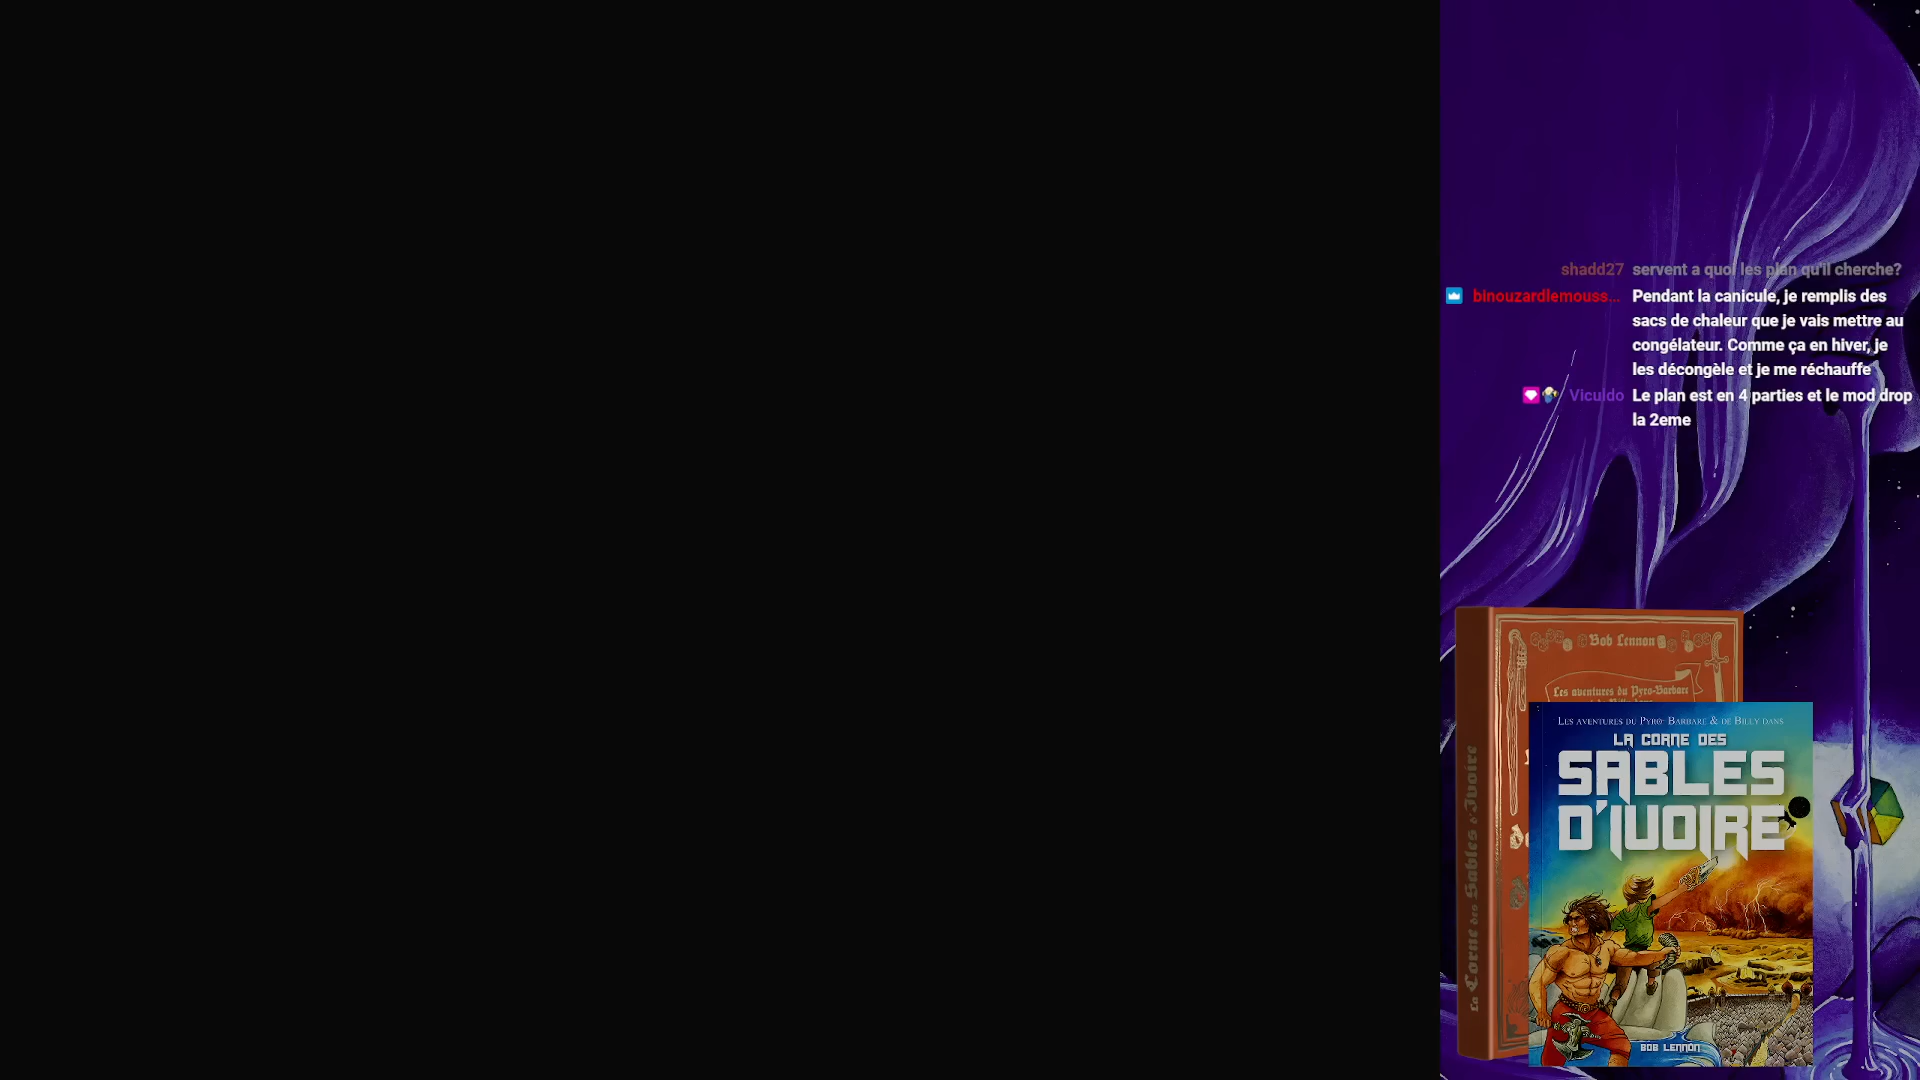 shadd27 servent a quoi les plan qu'il cherche?
binouzardlemouss... Pendant la canicule, je remplis des
sacs de chaleur que je vais mettre au
congélateur. Comme ça en hiver, je
les décongèle et je me réchauffe
Viculdo Le plan est en 4 parties et le mod drop
la 2eme
Bob Lennon
Les aventures du Pyro-Barbare
La Corne des Sables d'Ivoire
LES AVENTURES DU PYRO-BARBARE & DE BILLY DANS
LA CORNE DES
SABLES
D'IVOIRE
BOB LENNON